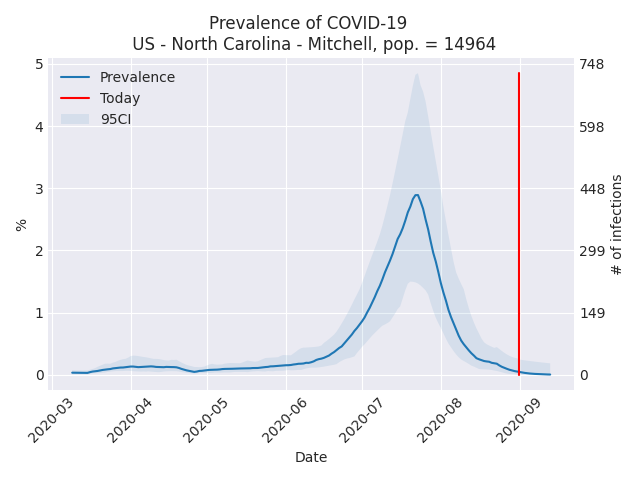 Prevalence of COVID-19
US - North Carolina - Mitchell, pop. = 14964
Prevalence
Today
95CI
5
4
3
2
1
0
%
748
598
448
299
149
0
# of infections
2020-03
2020-04
2020-05
2020-06
2020-07
2020-08
2020-09
Date